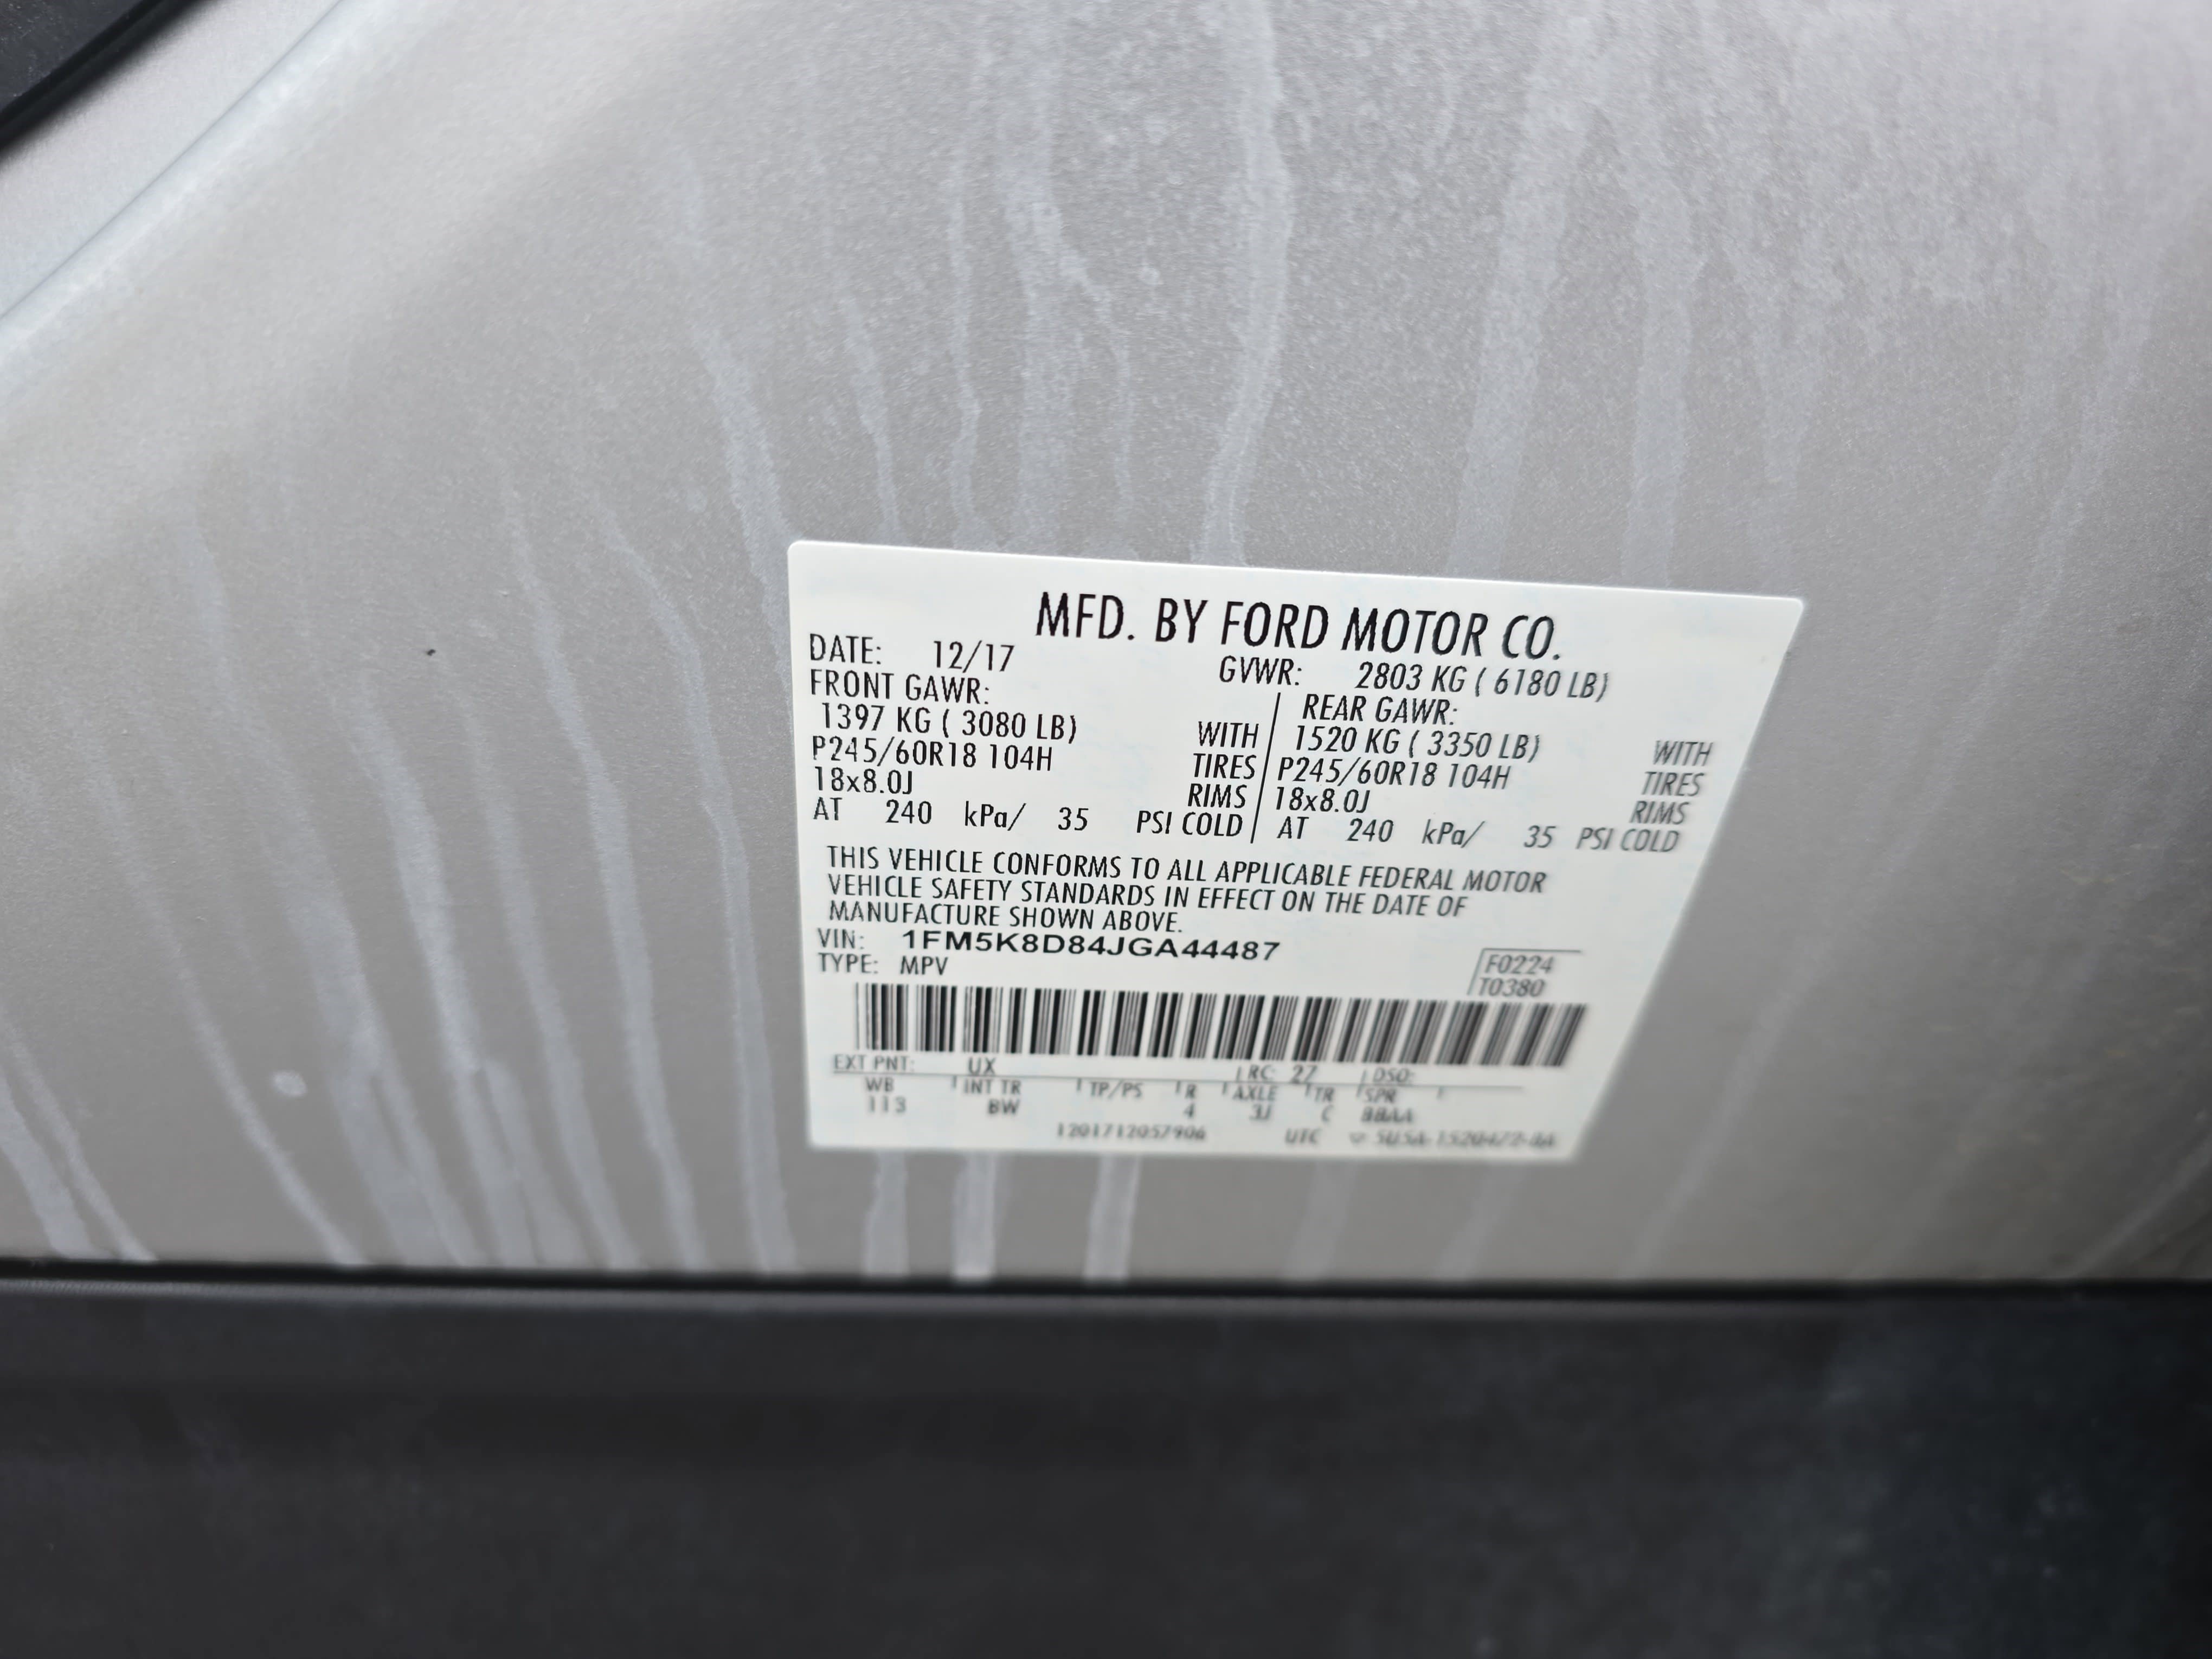 MFD. BY FORD MOTOR CO.
DATE: 12/17 GVWR: 2803 KG ( 6180 LB)
FRONT GAWR: REAR GAWR:
1397 KG ( 3080 LB) WITH 1520 KG ( 3350 LB) WITH
P245/60R18 104H TIRES P245/60R18 104H TIRES
18x8.0J RIMS 18x8.0J RIMS
AT 240 kPa/ 35 PSI COLD AT 240 kPa/ 35 PSI COLD
THIS VEHICLE CONFORMS TO ALL APPLICABLE FEDERAL MOTOR
VEHICLE SAFETY STANDARDS IN EFFECT ON THE DATE OF
MANUFACTURE SHOWN ABOVE.
VIN: 1FM5K8D84JGA44487 F0224
TYPE: MPV T0380
EXT PNT: UX RC: 27 DSO:
WB INT TR TP/PS R AXLE TR SPR
113 BW 4 3J C BBAA
1201712057906 UTC